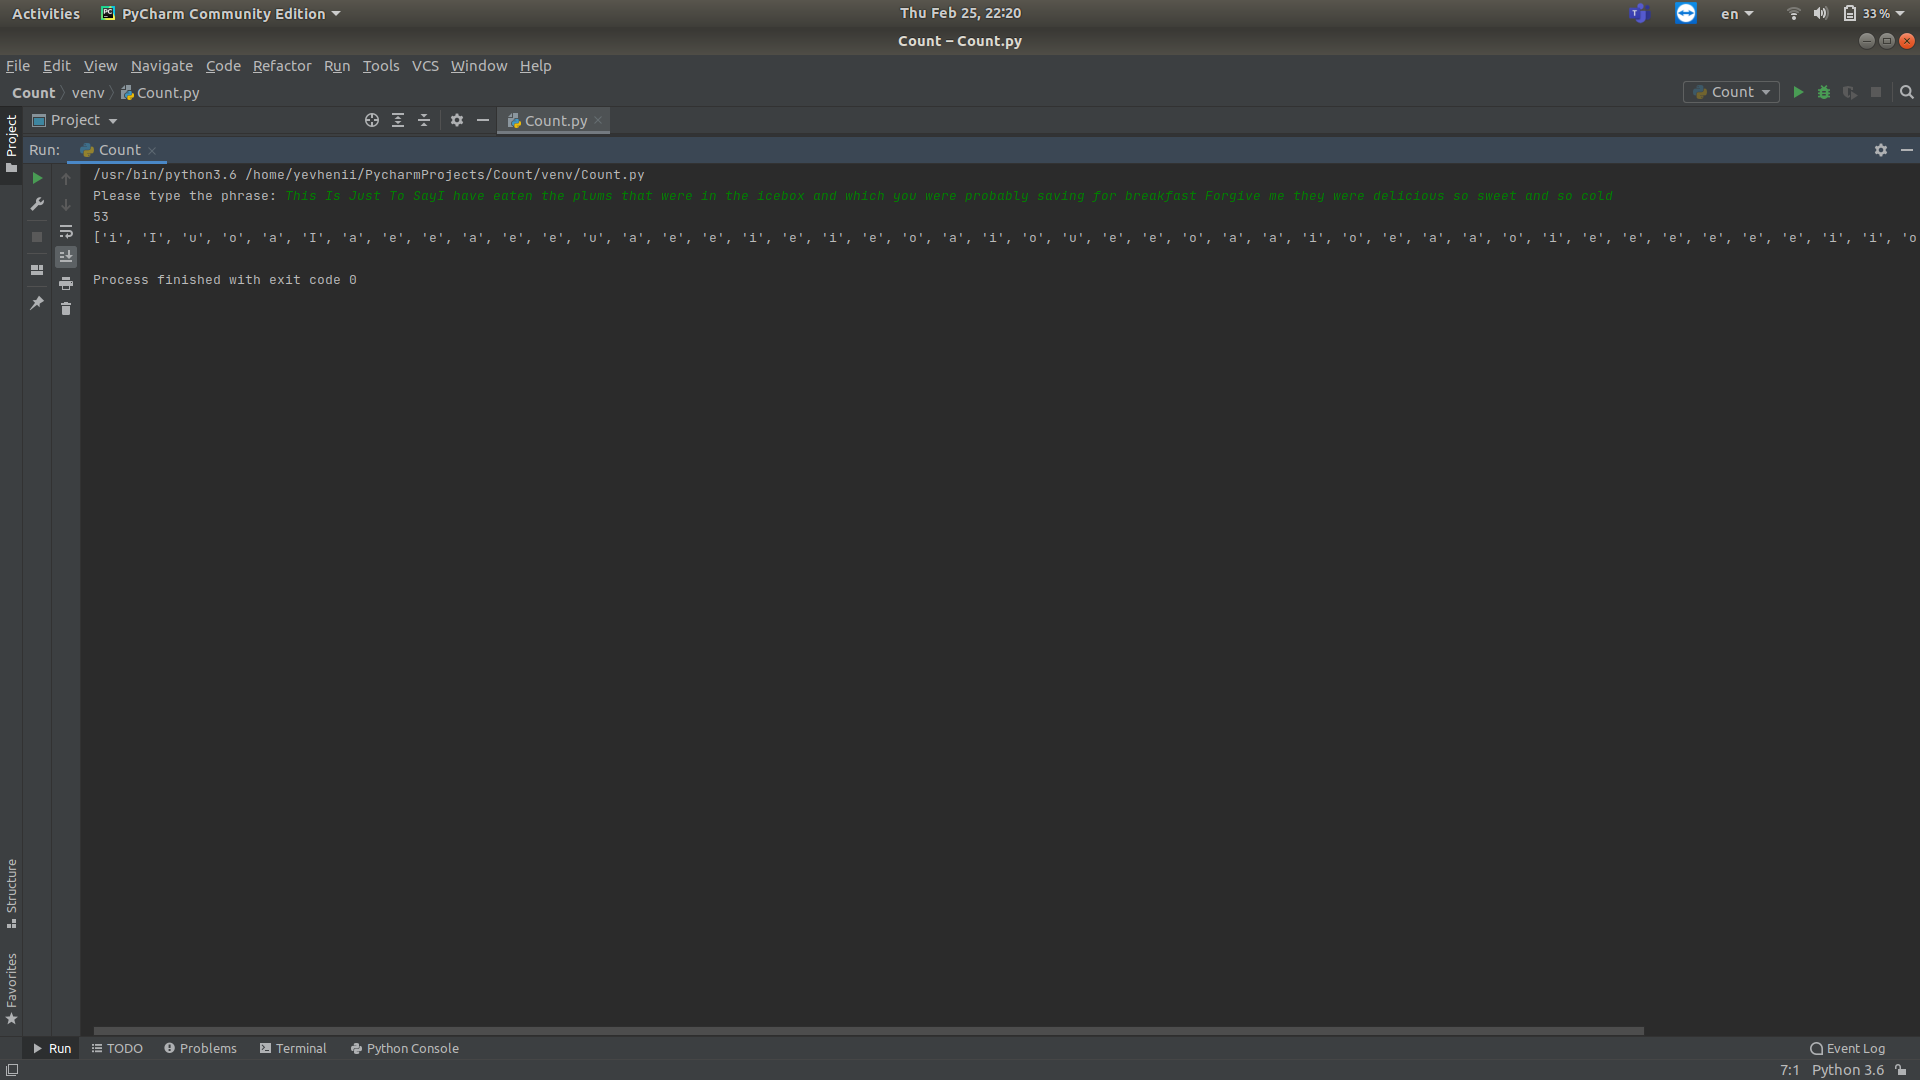 Activities PyCharm Community Edition Thu Feb 25, 22:20 en 33 %
Count – Count.py
File Edit View Navigate Code Refactor Run Tools VCS Window Help
Count venv Count.py Count
Project Count.py
Project
Run: Count
/usr/bin/python3.6 /home/yevhenii/PycharmProjects/Count/venv/Count.py
Please type the phrase: This Is Just To SayI have eaten the plums that were in the icebox and which you were probably saving for breakfast Forgive me they were delicious so sweet and so cold
53
['i', 'I', 'u', 'o', 'a', 'I', 'a', 'e', 'e', 'a', 'e', 'e', 'u', 'a', 'e', 'e', 'i', 'e', 'i', 'e', 'o', 'a', 'i', 'o', 'u', 'e', 'e', 'o', 'a', 'a', 'i', 'o', 'e', 'a', 'a', 'o', 'i', 'e', 'e', 'e', 'e', 'e', 'e', 'i', 'i', 'o
Process finished with exit code 0
Structure
Favorites
Run TODO Problems Terminal Python Console Event Log
7:1 Python 3.6